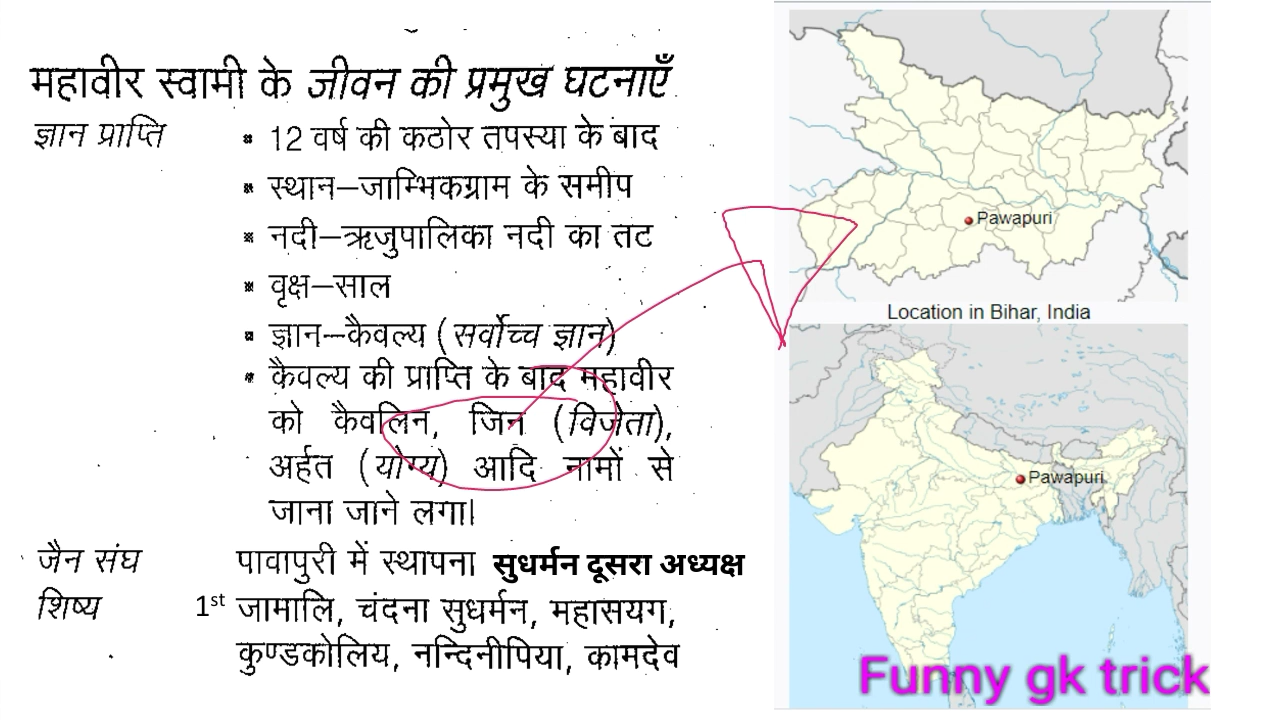 महावीर स्वामी के जीवन की प्रमुख घटनाएँ
ज्ञान प्राप्ति ▪ 12 वर्ष की कठोर तपस्या के बाद
▪ स्थान–जाम्भिकग्राम के समीप
▪ नदी–ऋजुपालिका नदी का तट
▪ वृक्ष–साल
▪ ज्ञान–कैवल्य (सर्वोच्च ज्ञान)
▪ कैवल्य की प्राप्ति के बाद महावीर
को कैवलिन, जिन (विजेता),
अर्हत (योग्य) आदि नामों से
जाना जाने लगा।
जैन संघ पावापुरी में स्थापना सुधर्मन दूसरा अध्यक्ष
शिष्य 1st जामालि, चंदना सुधर्मन, महासयग,
कुण्डकोलिय, नन्दिनीपिया, कामदेव
Pawapuri
Location in Bihar, India
Pawapuri
Funny gk trick